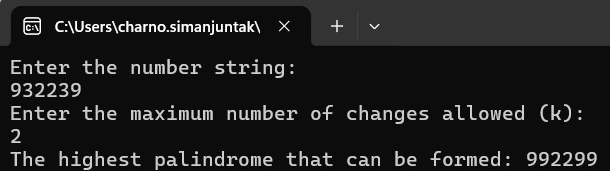 C:\Users\charno.simanjuntak\
Enter the number string:
932239
Enter the maximum number of changes allowed (k):
2
The highest palindrome that can be formed: 992299